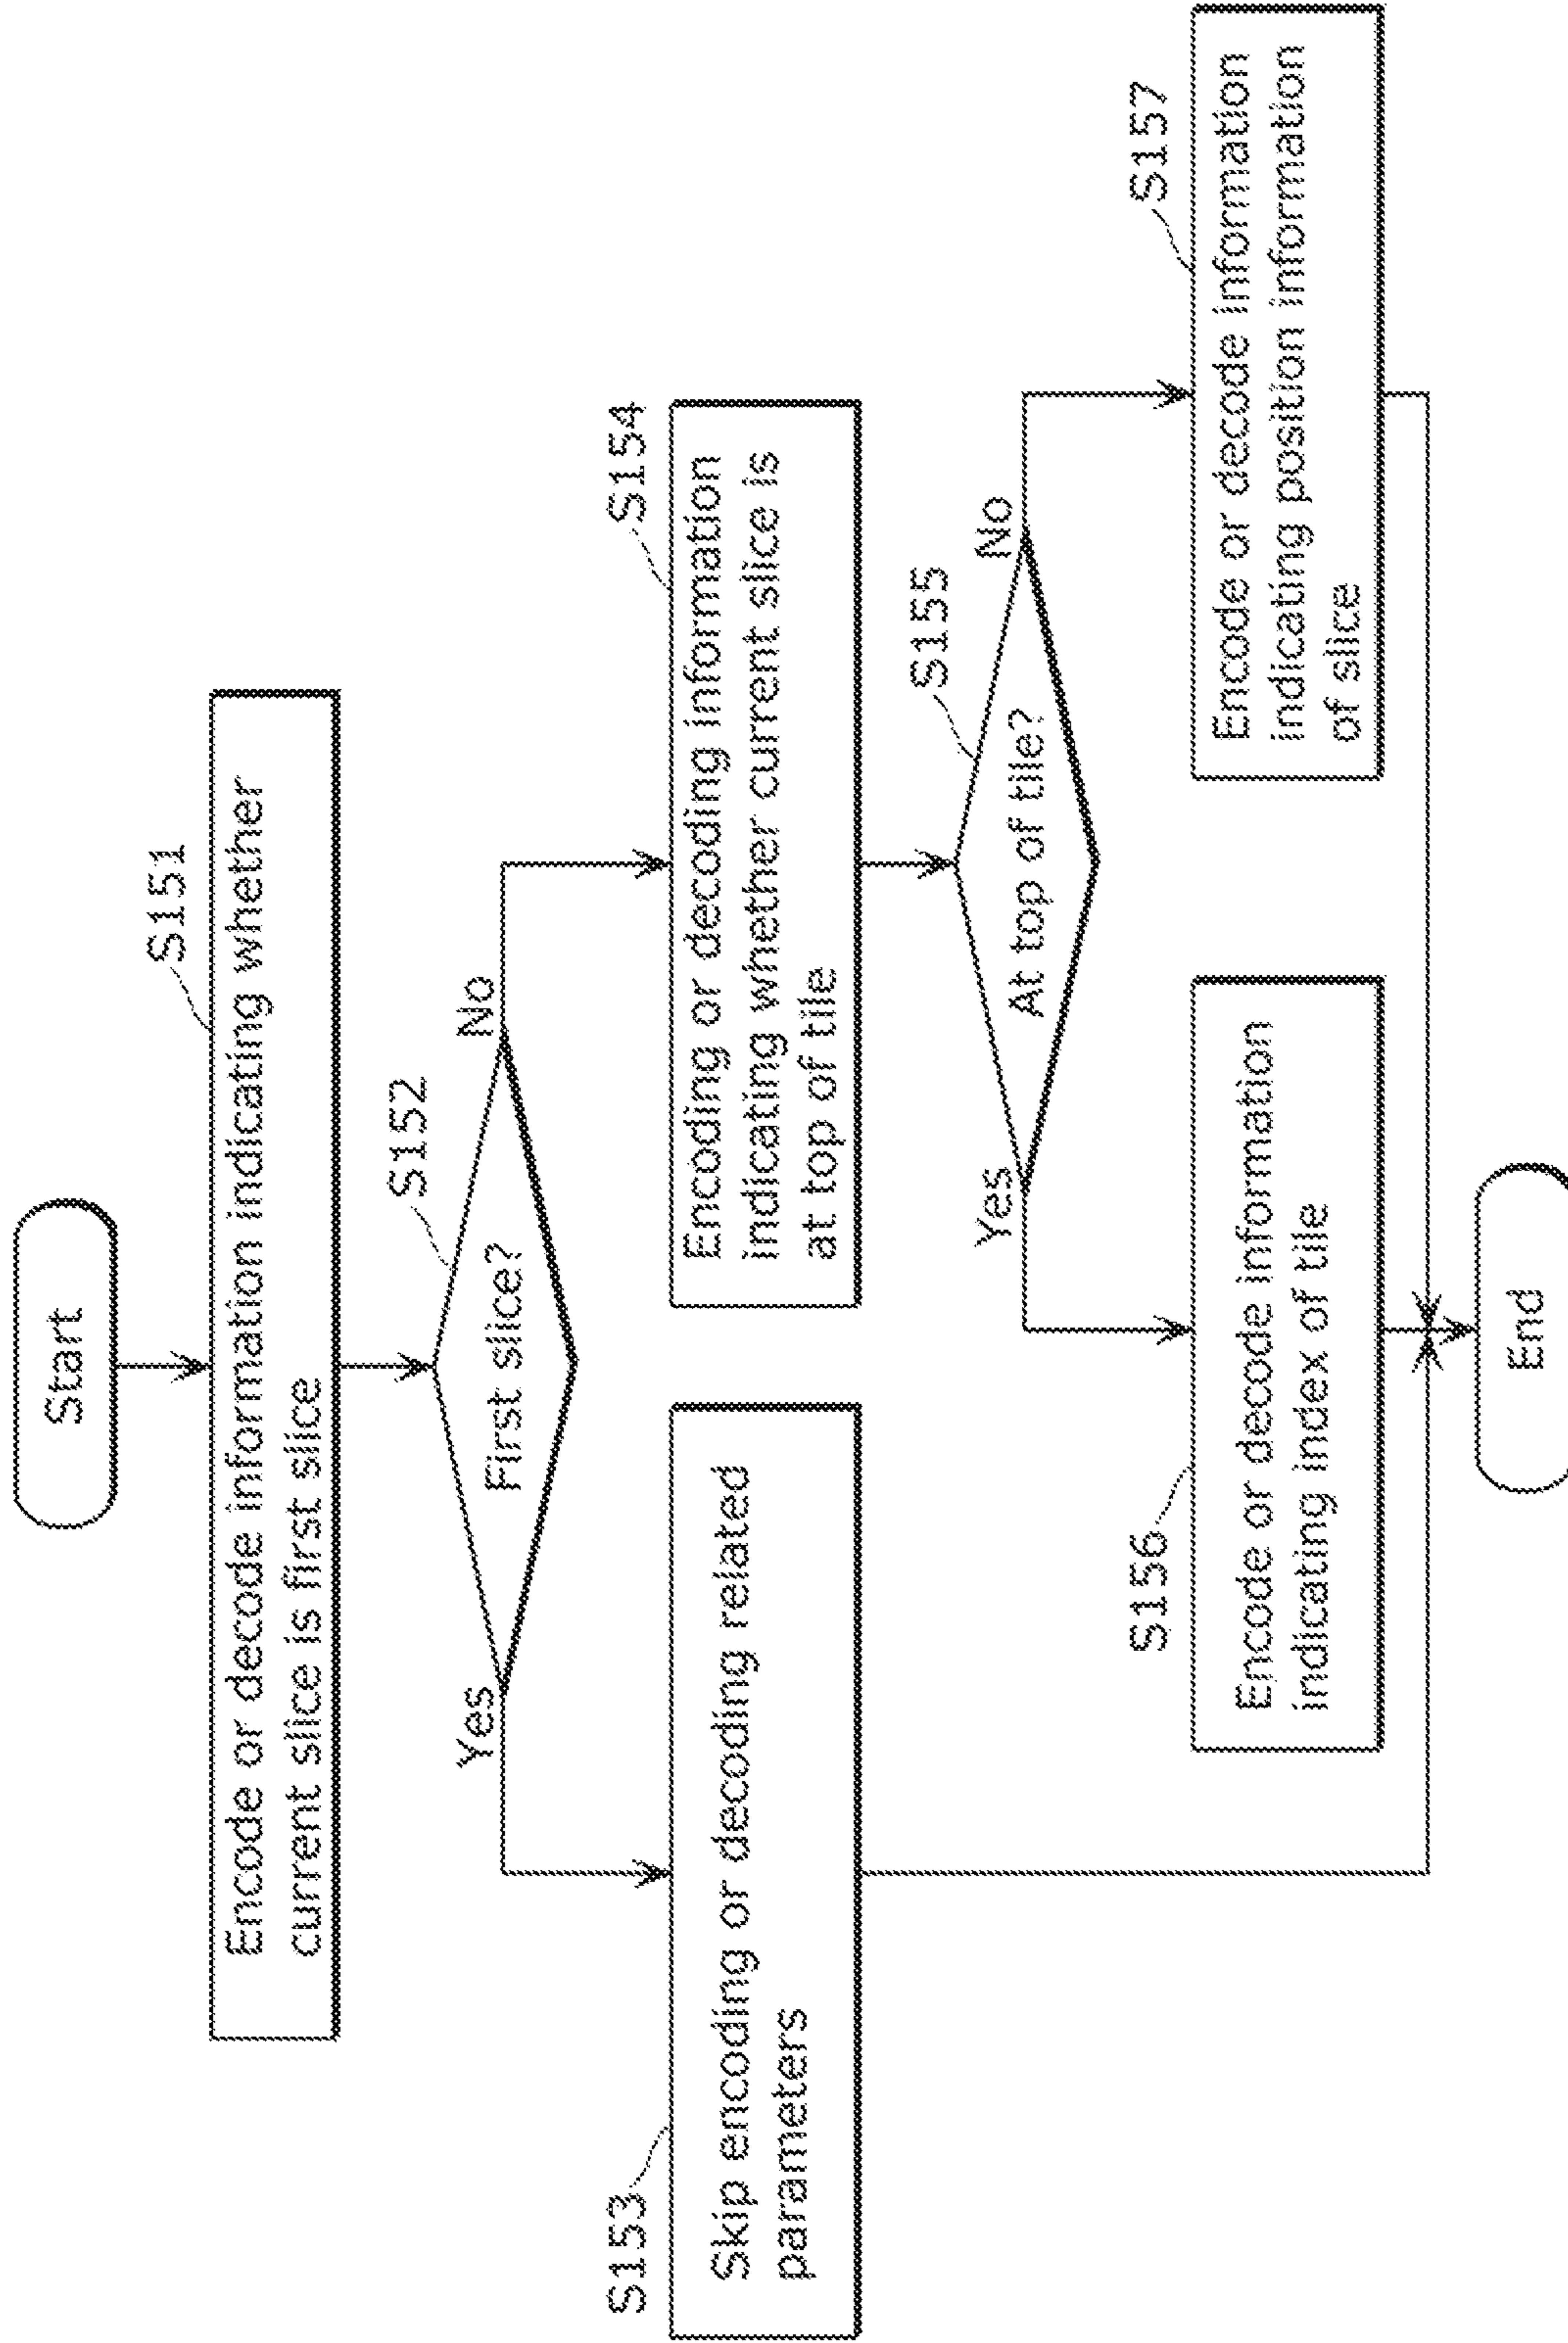 Start
S151
Encode or decode information indicating whether
current slice is first slice
S152
First slice?
Yes
No
S153
Skip encoding or decoding related
parameters
S154
Encoding or decoding information
indicating whether current slice is
at top of tile
S155
At top of tile?
Yes
No
S156
Encode or decode information
indicating index of tile
S157
Encode or decode information
indicating position information
of slice
End